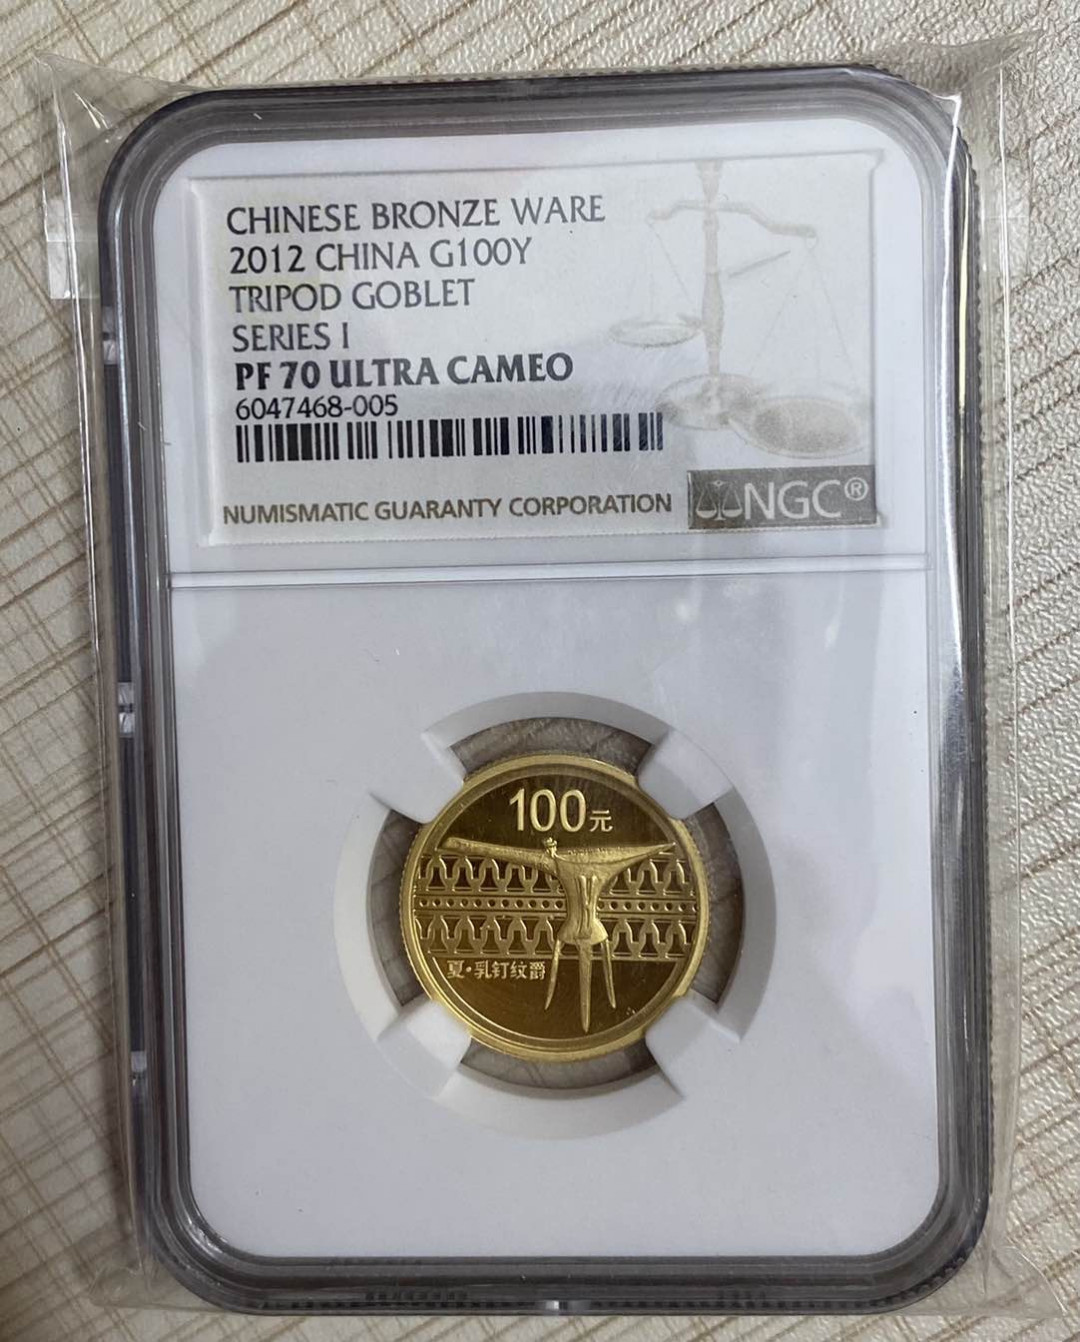 CHINESE BRONZE WARE
2012 CHINA G100Y
TRIPOD GOBLET
SERIES I
PF 70 ULTRA CAMEO
6047468-005
NUMISMATIC GUARANTY CORPORATION NGC®
100元
夏·乳钉纹爵